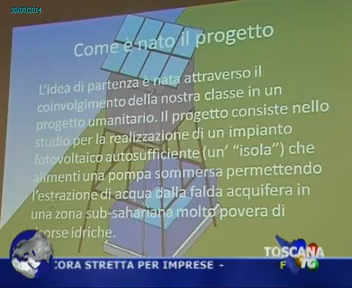 30/05/2014
Come è nato il progetto
L'idea di partenza è nata attraverso il
coinvolgimento della nostra classe in un
progetto umanitario. Il progetto consiste nello
studio per la realizzazione di un impianto
fotovoltaico autosufficiente (un' "isola") che
alimenti una pompa sommersa permettendo
l'estrazione di acqua dalla falda acquifera in
una zona sub-sahariana molto povera di
orse idriche.
TOSCANA
CORA STRETTA PER IMPRESE -